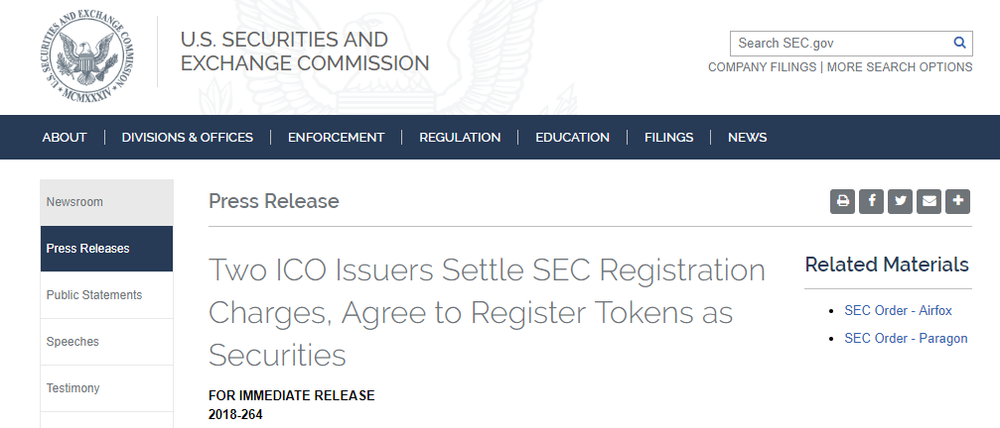 U.S. SECURITIES AND EXCHANGE COMMISSION
MCMXXXIV
U.S. SECURITIES AND
EXCHANGE COMMISSION
Search SEC.gov
COMPANY FILINGS | MORE SEARCH OPTIONS
ABOUT
DIVISIONS & OFFICES
ENFORCEMENT
REGULATION
EDUCATION
FILINGS
NEWS
Newsroom
Press Releases
Public Statements
Speeches
Testimony
Press Release
Two ICO Issuers Settle SEC Registration
Charges, Agree to Register Tokens as
Securities
FOR IMMEDIATE RELEASE
2018-264
Related Materials
SEC Order - Airfox
SEC Order - Paragon